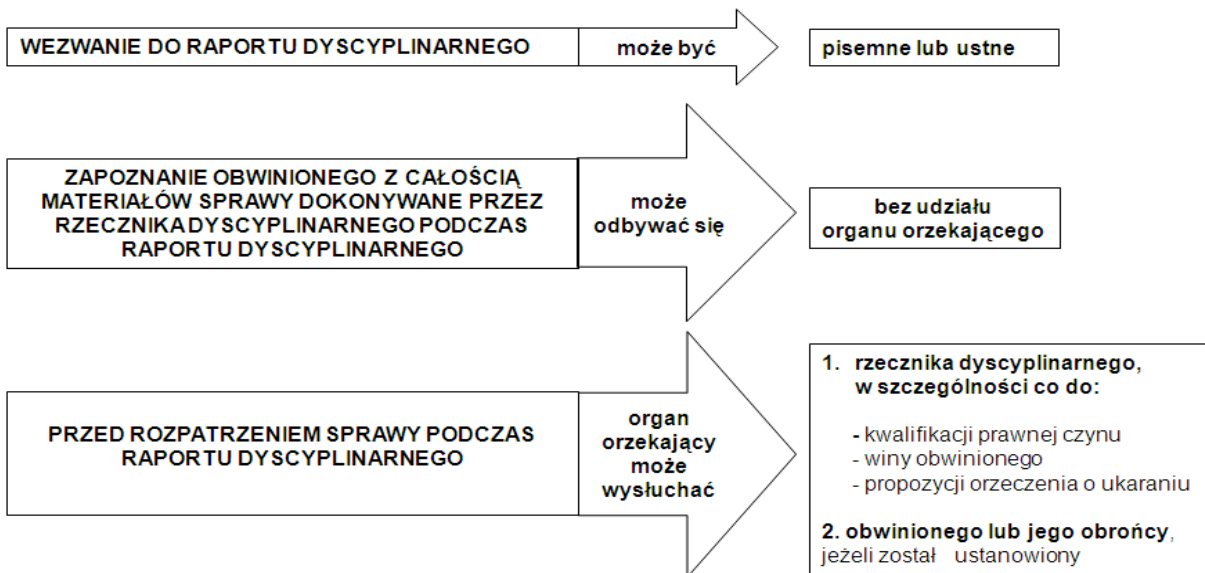 WEZWANIE DO RAPORTU DYSCYPLINARNEGO
może być
pisemne lub ustne
ZAPOZNANIE OBWINIONEGO Z CAŁOŚCIĄ
MATERIAŁÓW SPRAWY DOKONYWANE PRZEZ
RZECZNIKA DYSCYPLINARNEGO PODCZAS
RAPORTU DYSCYPLINARNEGO
może
odbywać się
bez udziału
organu orzekającego
PRZED ROZPATRZENIEM SPRAWY PODCZAS
RAPORTU DYSCYPLINARNEGO
organ
orzekający
może
wysłuchać
1. rzecznika dyscyplinarnego,
w szczególności co do:
- kwalifikacji prawnej czynu
- winy obwinionego
- propozycji orzeczenia o ukaraniu
2. obwinionego lub jego obrońcy,
jeżeli został ustanowiony